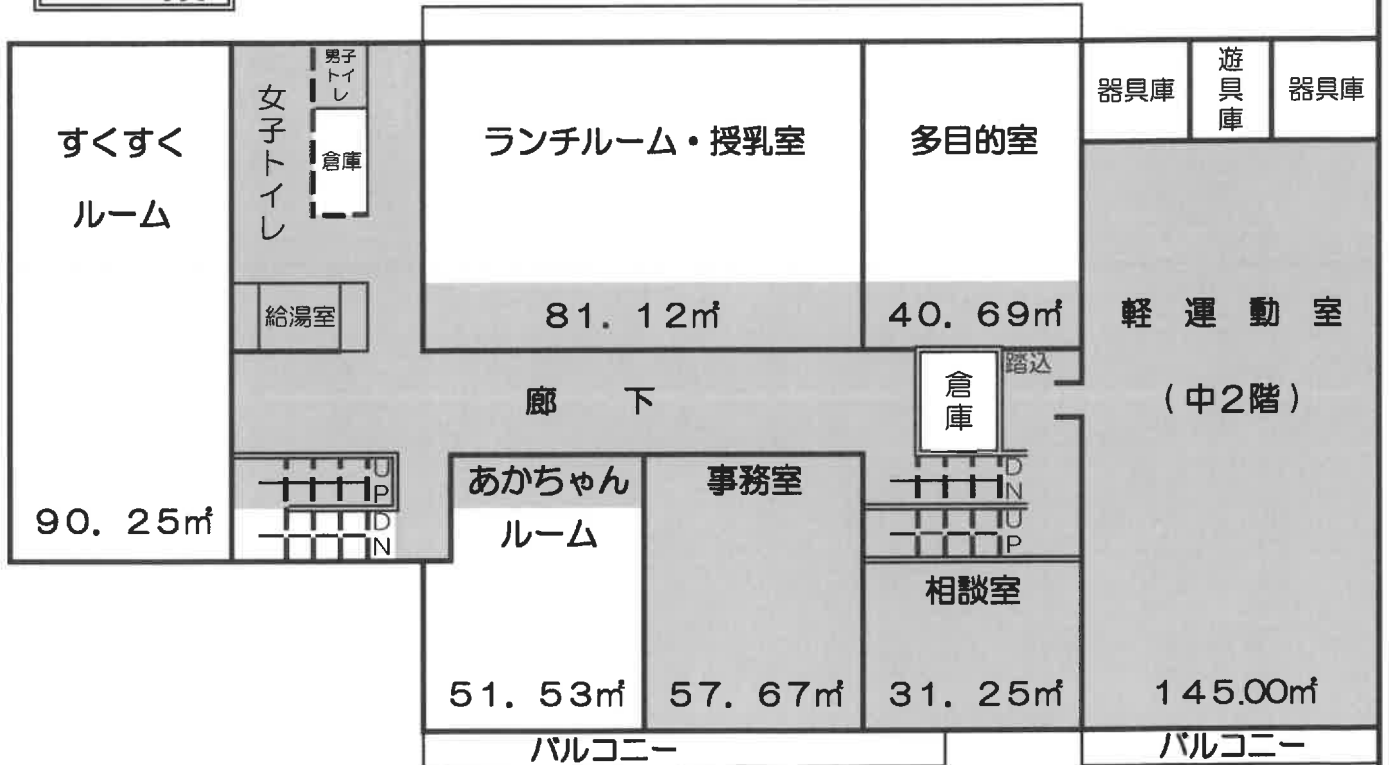 すくすく
ルーム
90. 25㎡
女子トイレ
男子
トイ
レ
倉庫
給湯室
ランチルーム・授乳室
81. 12㎡
多目的室
40. 69㎡
器具庫
遊具庫
器具庫
軽運動室
(中2階)
145.00㎡
廊下
倉庫
踏込
UP
DN
あかちゃん
ルーム
51. 53㎡
事務室
57. 67㎡
DN
UP
相談室
31. 25㎡
バルコニー
バルコニー